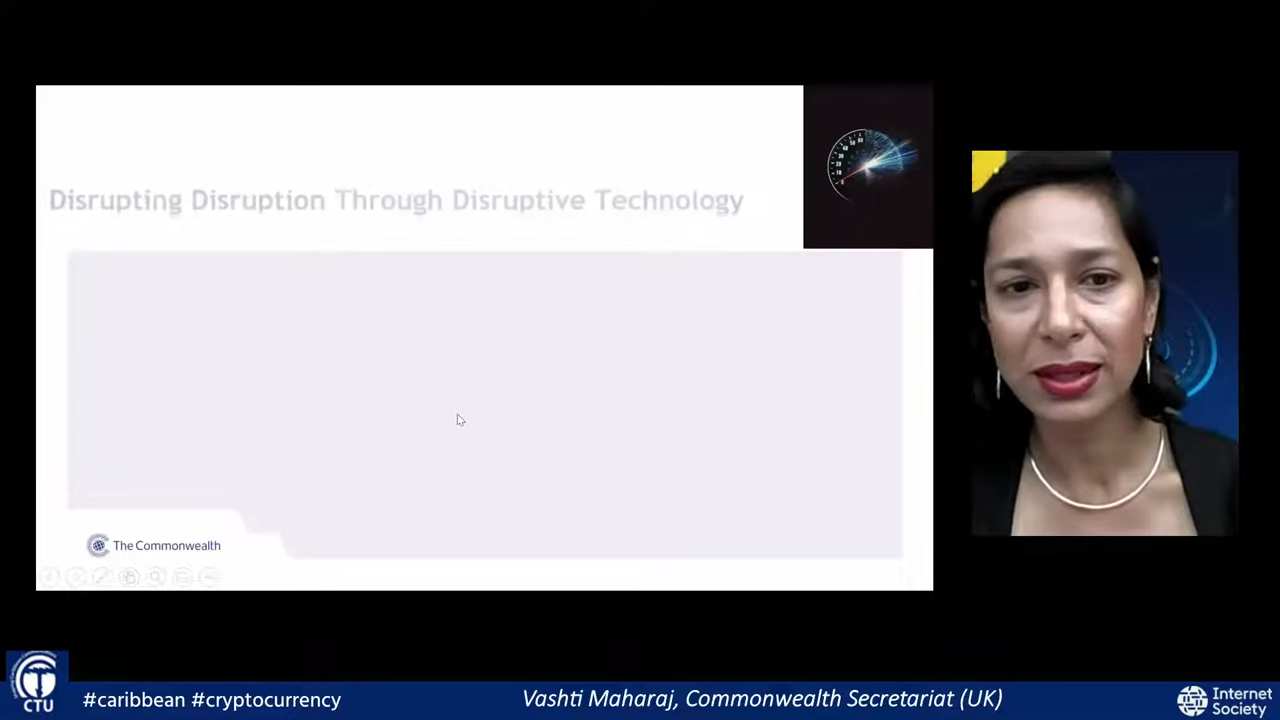 Disrupting Disruption Through Disruptive Technology
The Commonwealth
CTU
#caribbean #cryptocurrency
Vashti Maharaj, Commonwealth Secretariat (UK)
Internet
Society